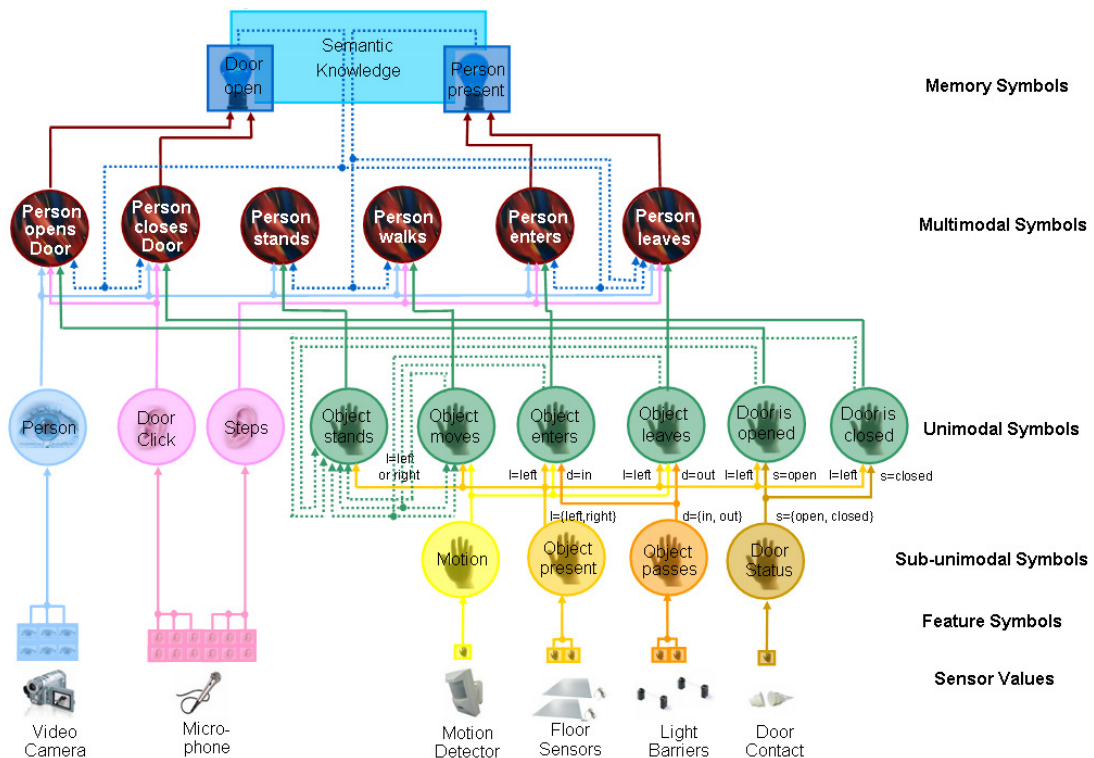 Semantic
Knowledge
Door
open
Person
present
Memory Symbols
Person
opens
Door
Person
closes
Door
Person
stands
Person
walks
Person
enters
Person
leaves
Multimodal Symbols
Person
Door
Click
Steps
Object
stands
Object
moves
Object
enters
Object
leaves
Door is
opened
Door is
closed
Unimodal Symbols
l=left
or right
l=left
d=in
l=left
d=out
l=left
s=open
l=left
s=closed
l={left,right}
d={in, out}
s={open, closed}
Motion
Object
present
Object
passes
Door
Status
Sub-unimodal Symbols
Feature Symbols
Sensor Values
Video
Camera
Micro-
phone
Motion
Detector
Floor
Sensors
Light
Barriers
Door
Contact